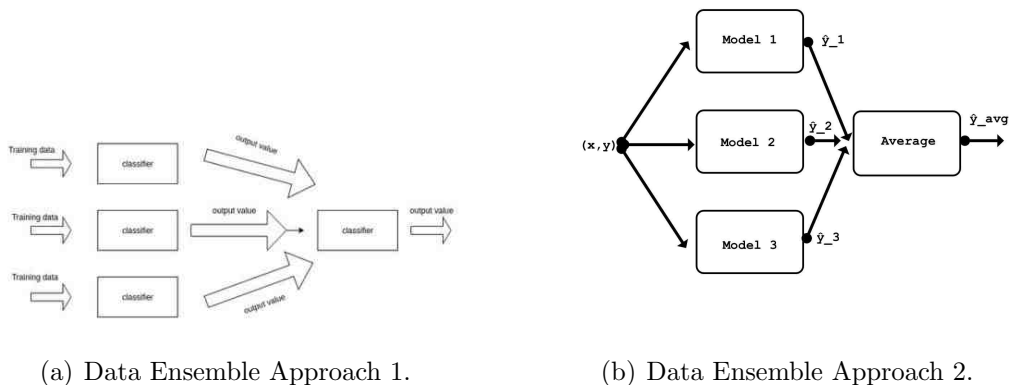 Training data
classifier
output value
Training data
classifier
output value
classifier
output value
Training data
classifier
output value
(a) Data Ensemble Approach 1.
(x,y)
Model 1
ŷ_1
Model 2
ŷ_2
Average
ŷ_avg
Model 3
ŷ_3
(b) Data Ensemble Approach 2.